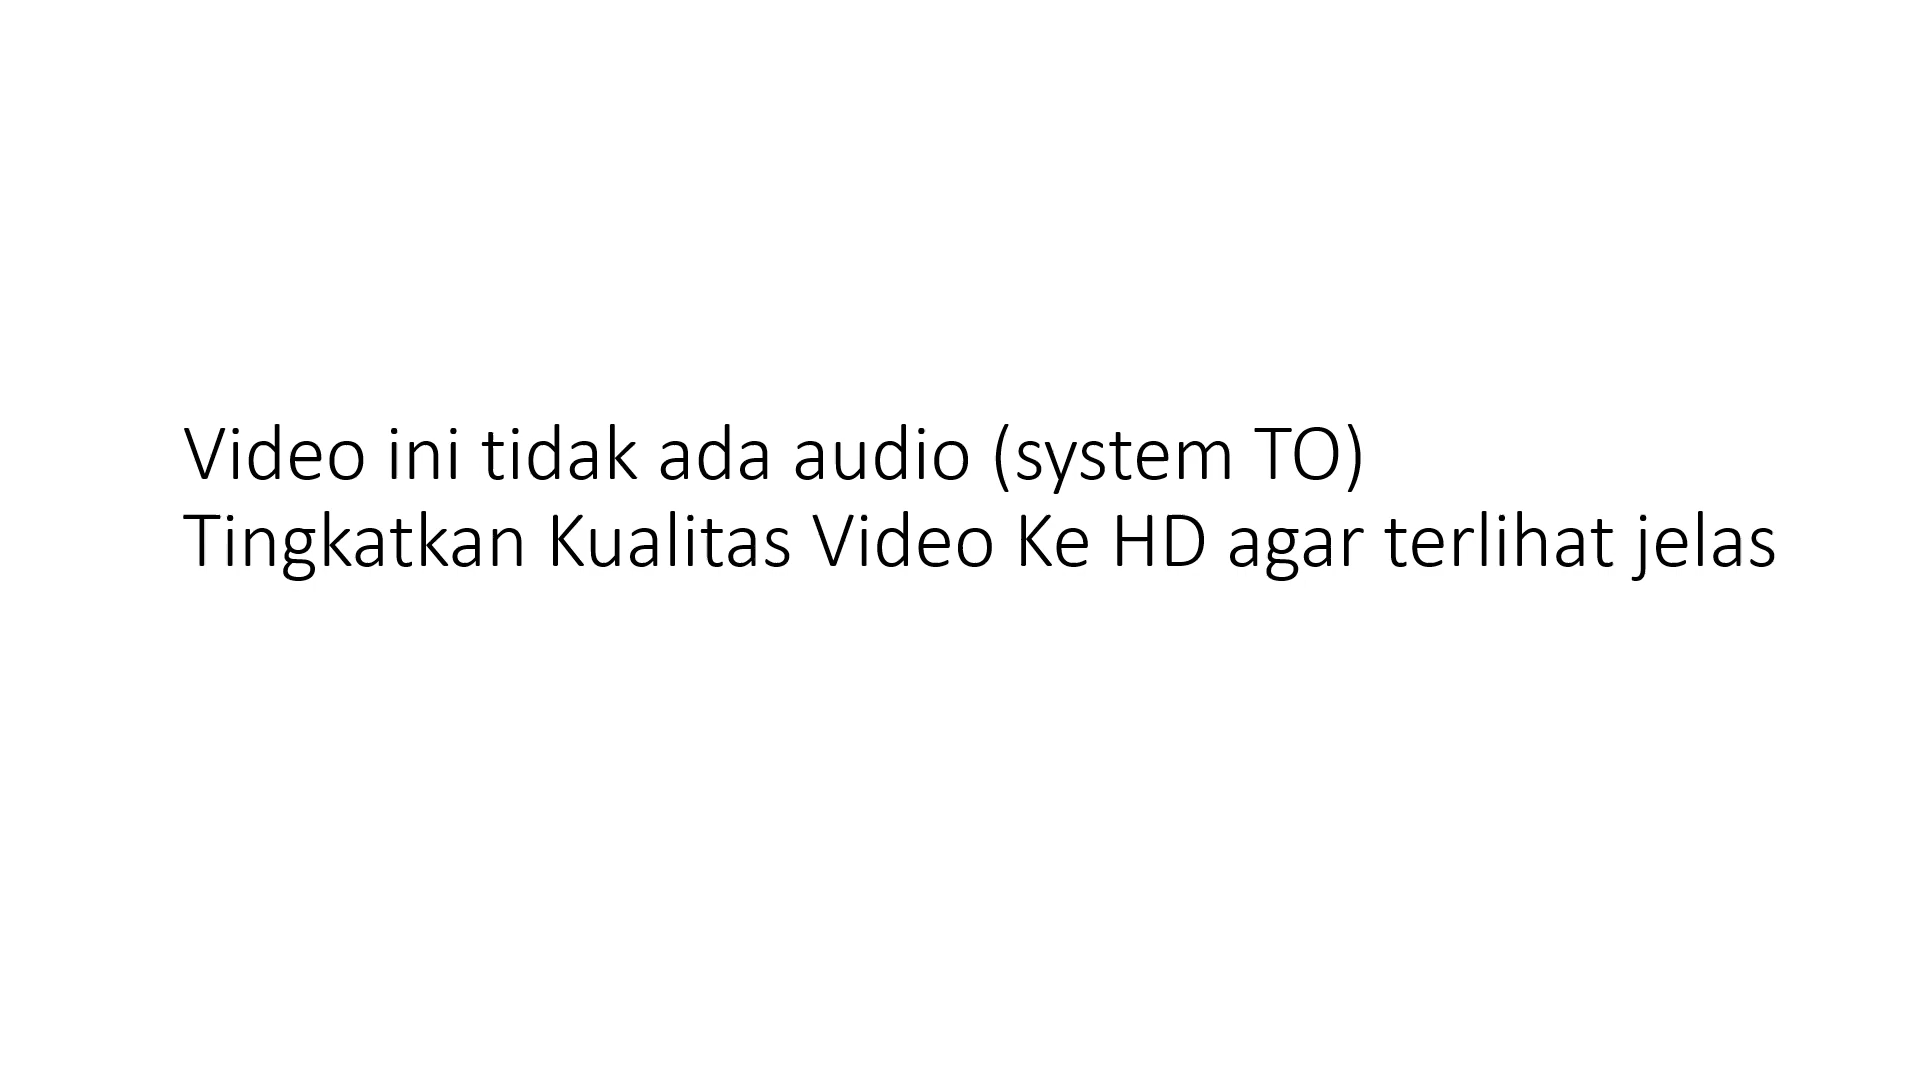 Video ini tidak ada audio (system TO)
Tingkatkan Kualitas Video Ke HD agar terlihat jelas